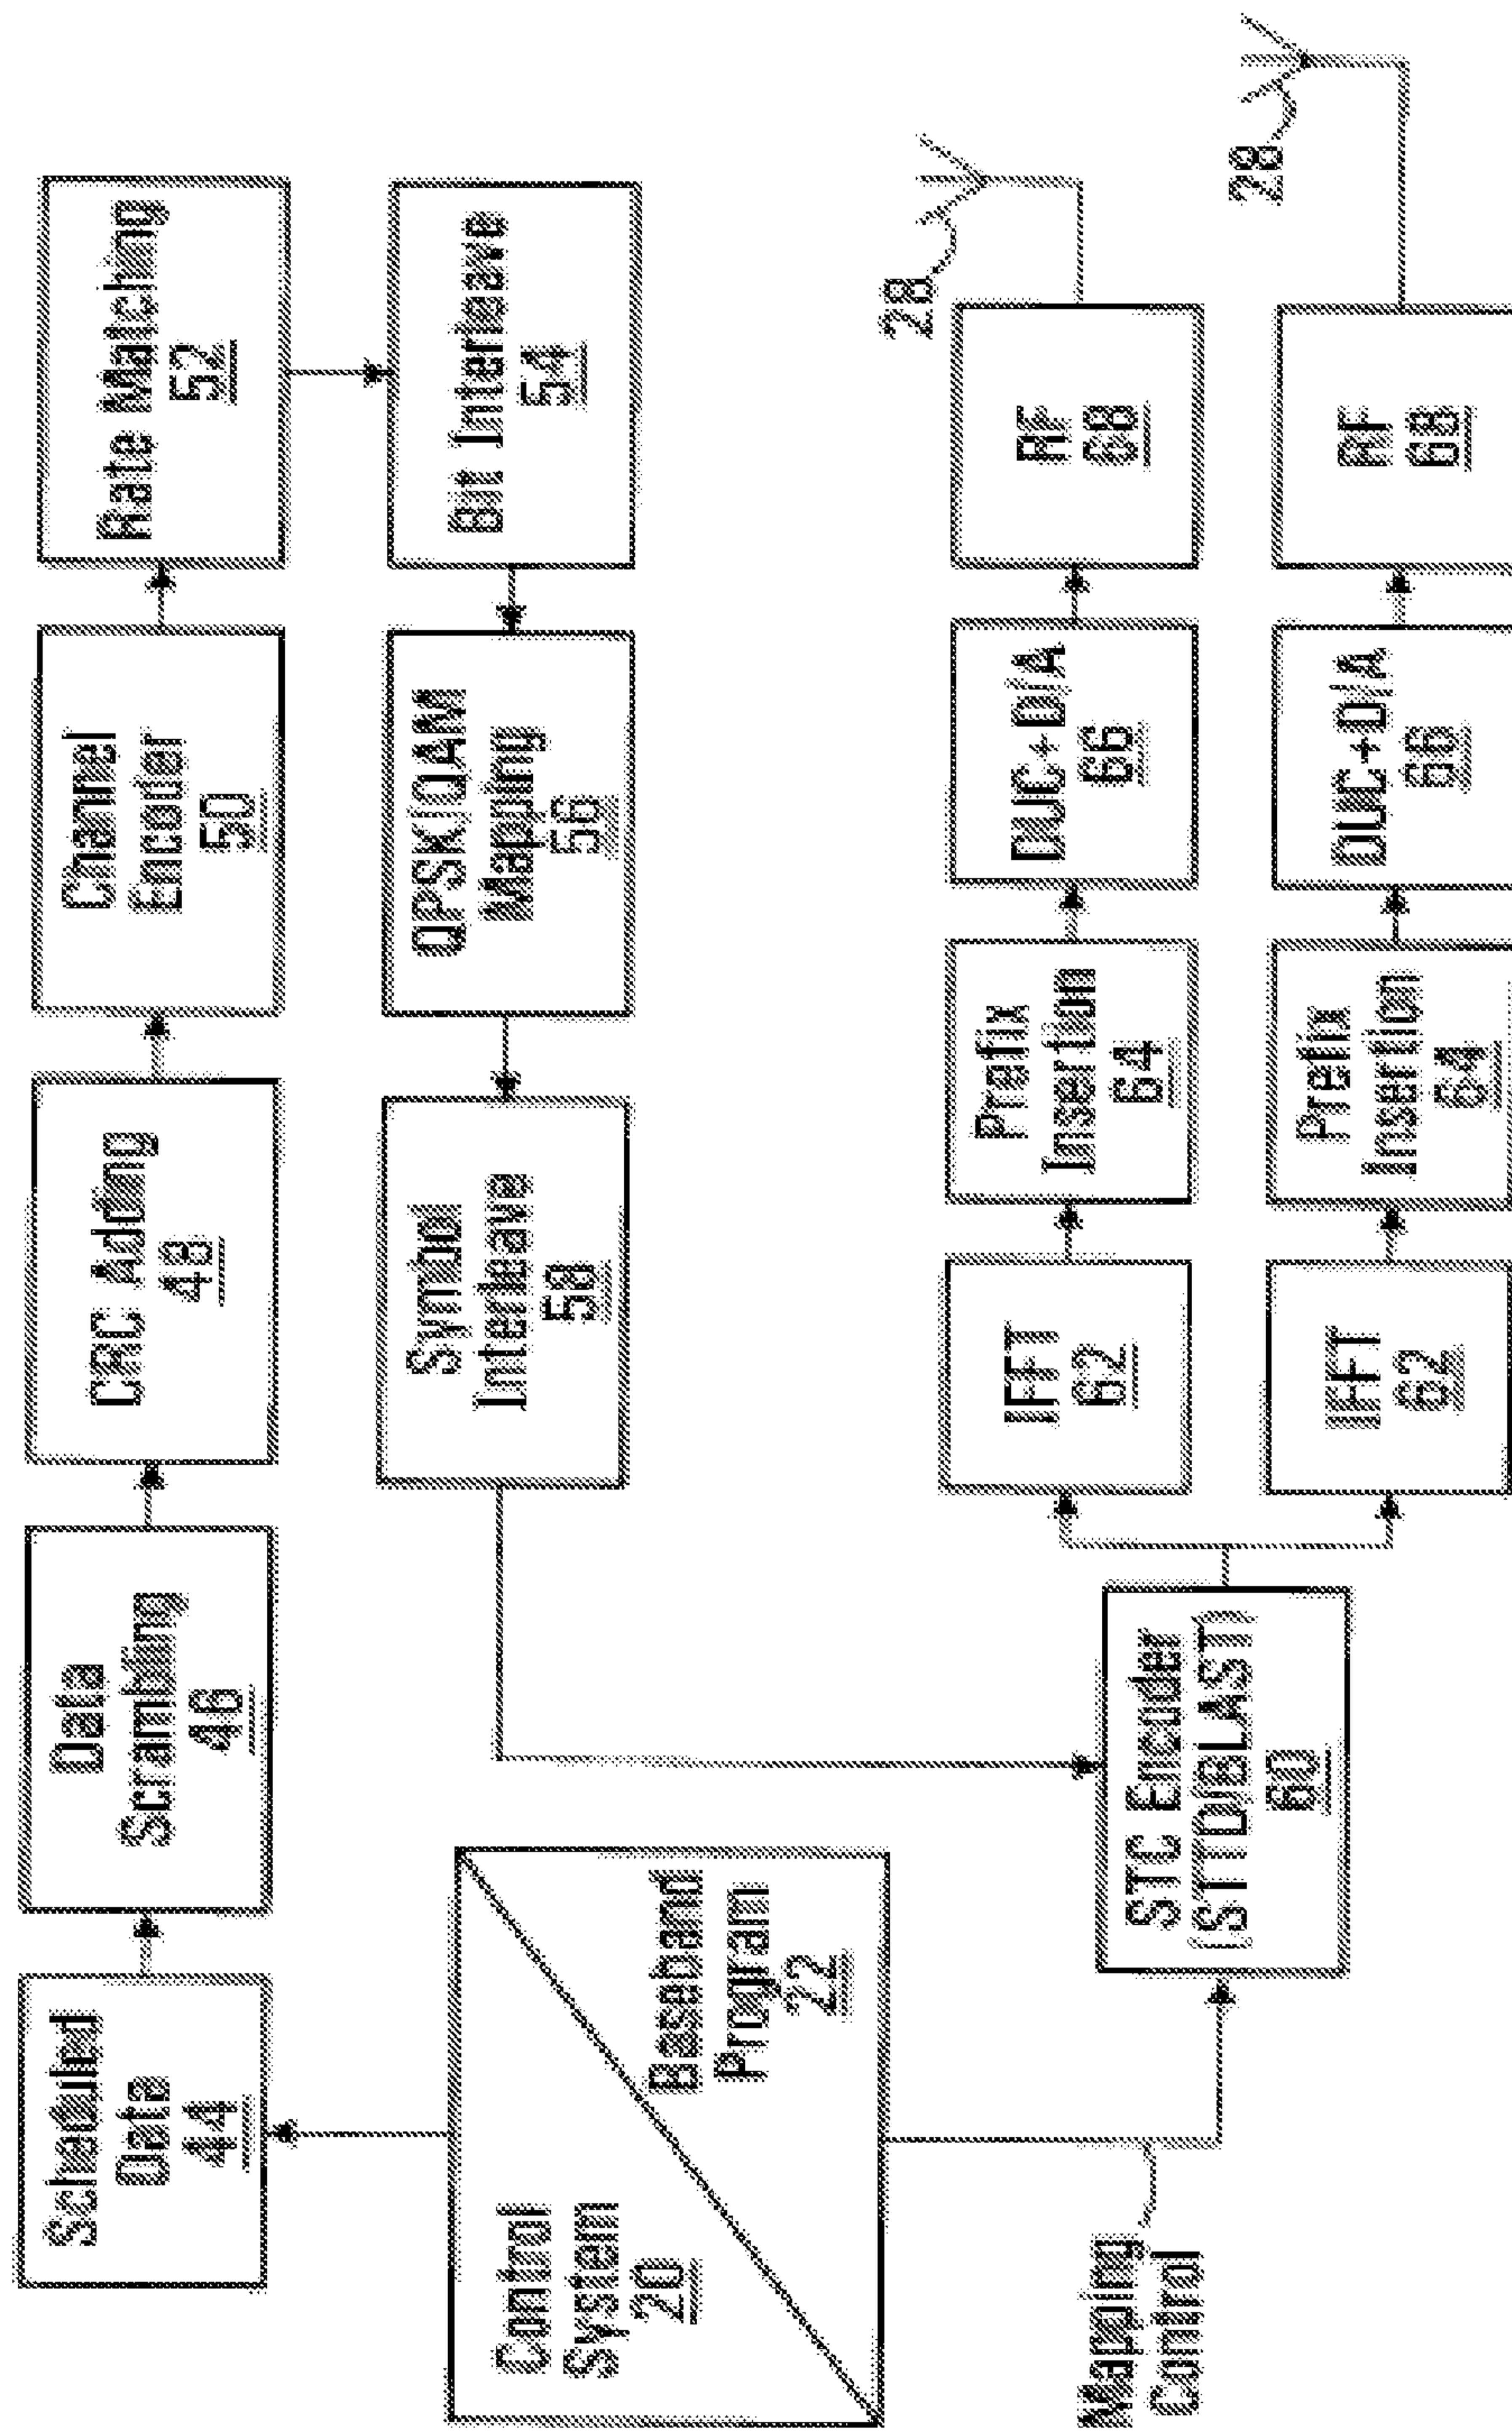 Scheduled
Data
44
Data
Scrambling
46
CRC Adding
48
Channel
Encoder
50
Rate Matching
52
Control
System
20
Baseband
Program
22
Symbol
Interleave
58
QPSK/QAM
Mapping
56
Bit Interleave
54
Mapping
Control
STC Encoder
(STTD/BLAST)
60
IFFT
62
Prefix
Insertion
64
DUC+D/A
66
RF
68
28
IFFT
62
Prefix
Insertion
64
DUC+D/A
66
RF
68
28